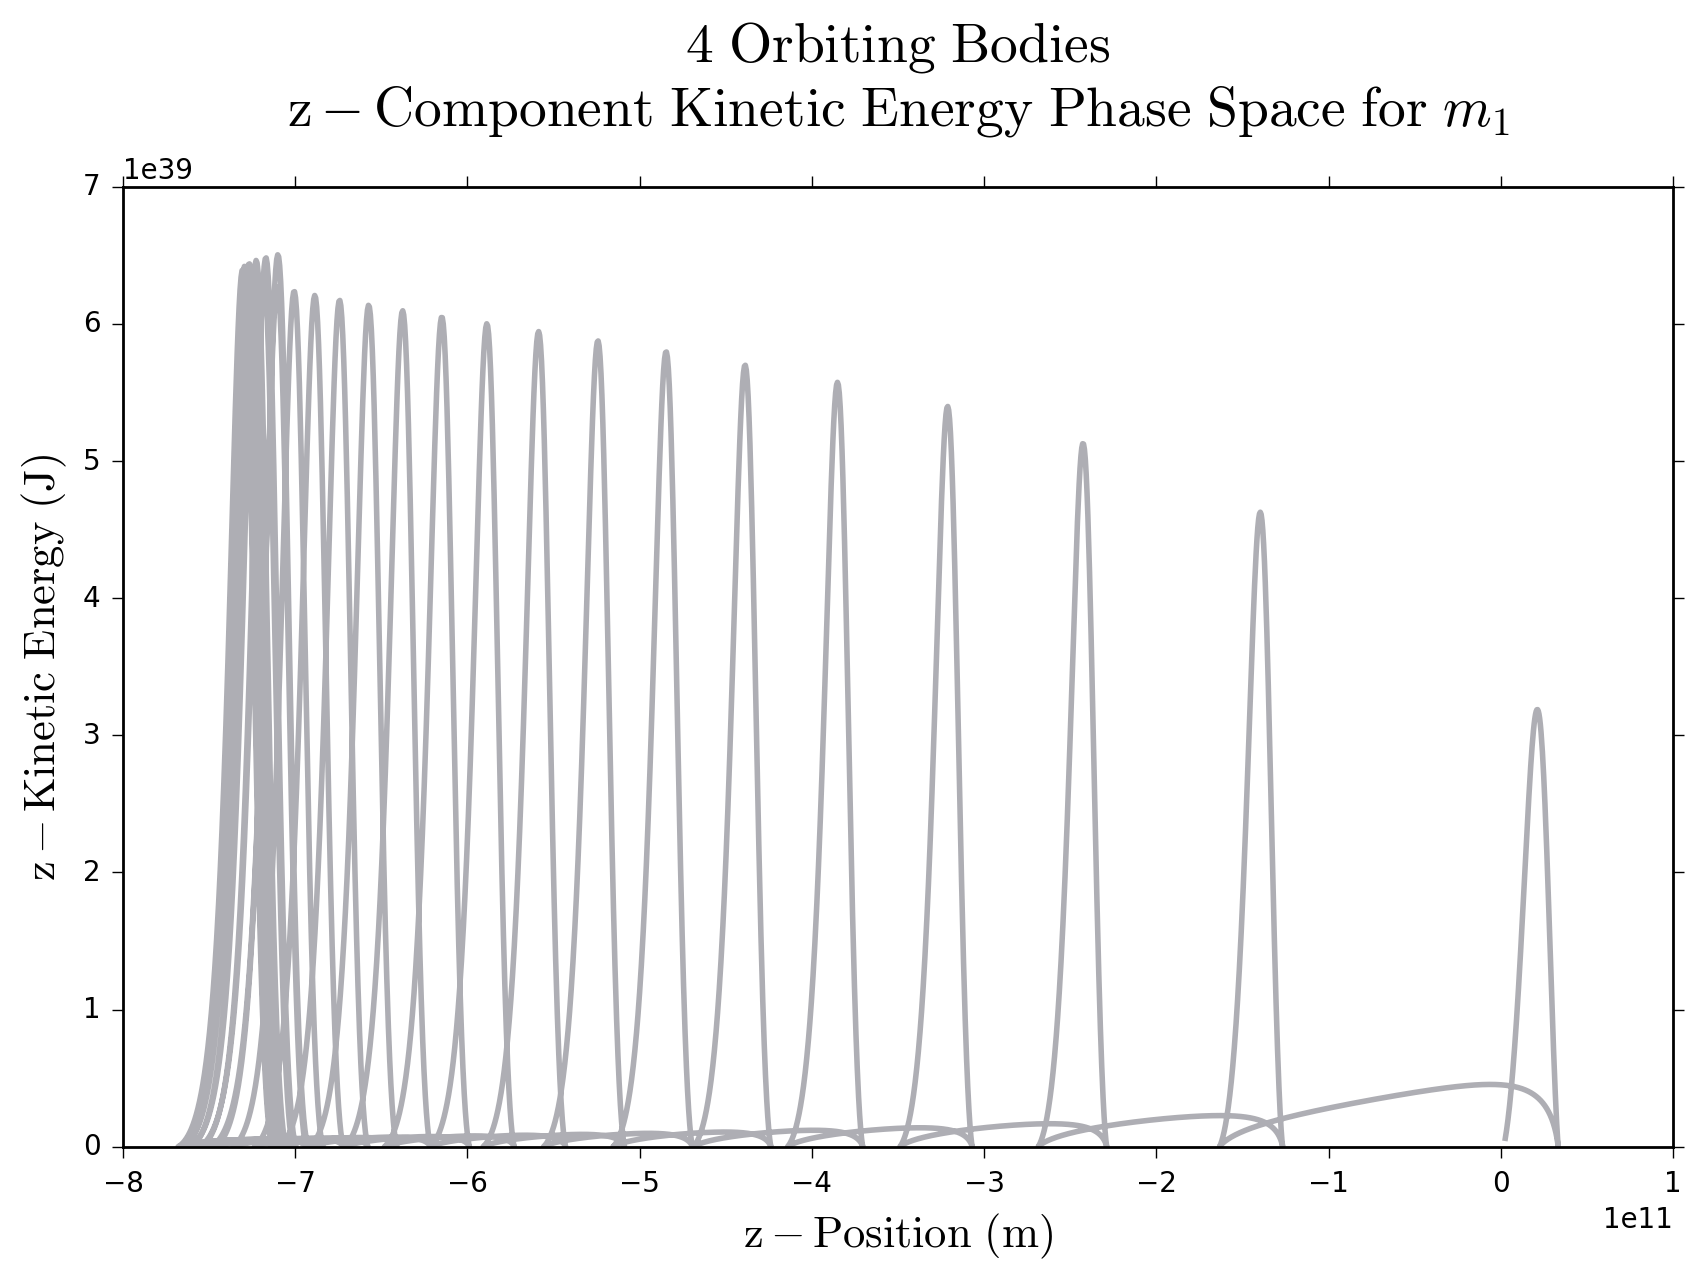 4 Orbiting Bodies
z − Component Kinetic Energy Phase Space for m₁
1e39
7
6
5
4
3
2
1
0
z − Kinetic Energy (J)
−8 −7 −6 −5 −4 −3 −2 −1 0 1
1e11
z − Position (m)